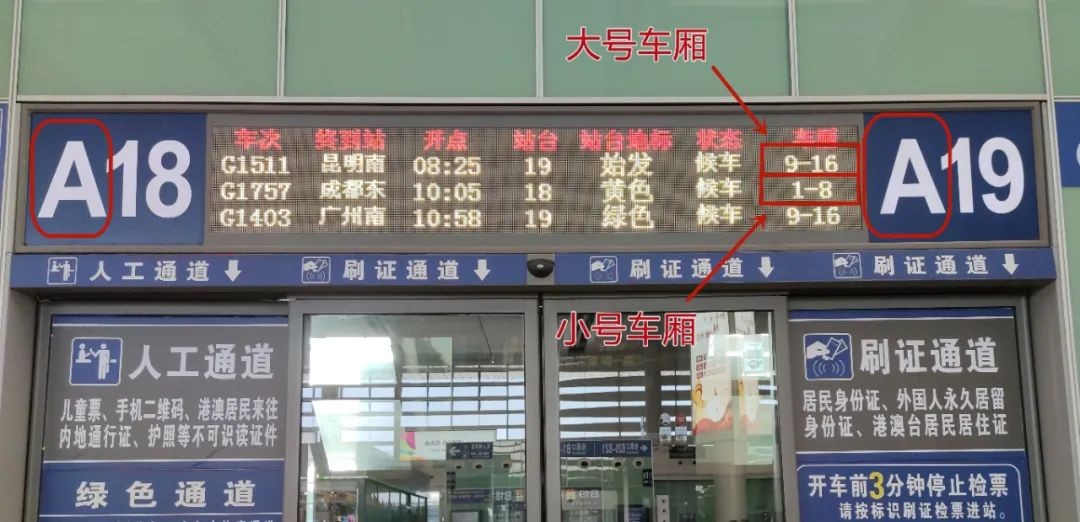 大号车厢
A18
车次 终到站 开点 站台 站台地标 状态 车厢
G1511 昆明南 08:25 19 始发 候车 9-16
G1757 成都东 10:05 18 黄色 候车 1-8
G1403 广州南 10:58 19 绿色 候车 9-16
A19
人工通道 刷证通道 刷证通道 刷证通道
小号车厢
人工通道
儿童票、手机二维码、港澳居民来往
内地通行证、护照等不可识读证件
绿色通道
刷证通道
居民身份证、外国人永久居留
身份证、港澳台居民居住证
开车前3分钟停止检票
请按标识刷证检票进站。